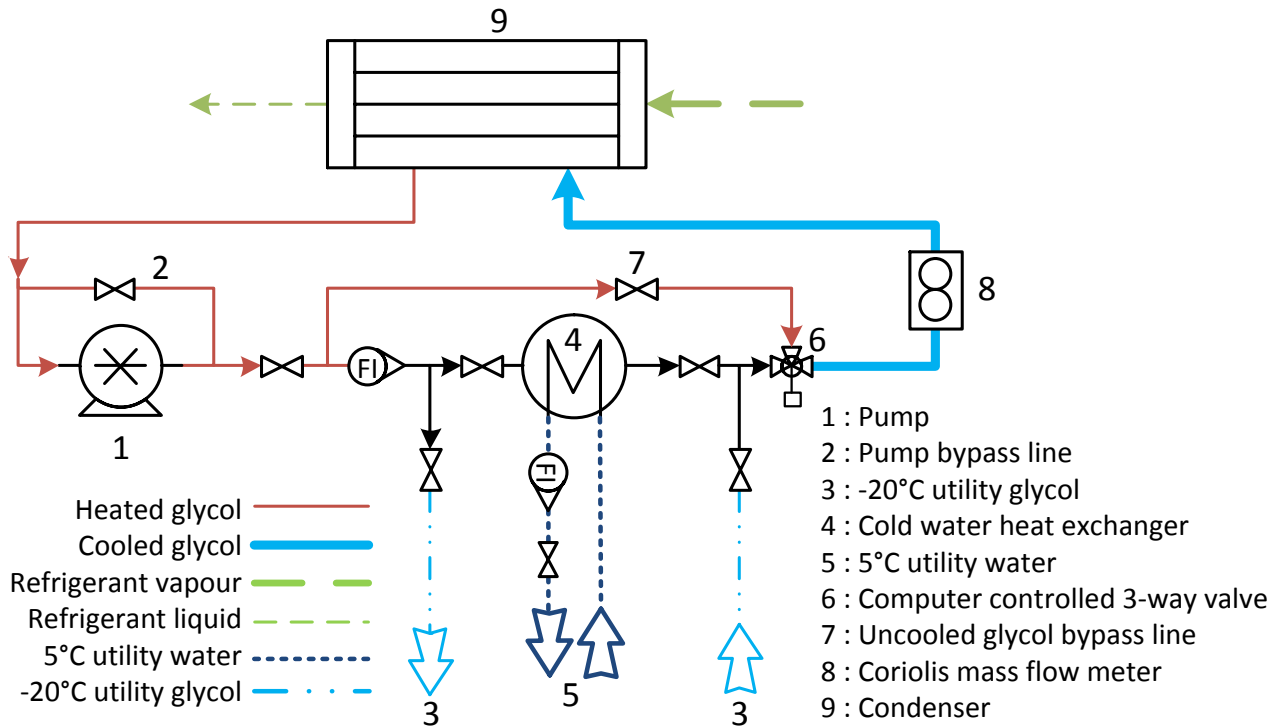 9
2
7
8
4
6
FI
1
FI
5
3
3
Heated glycol
Cooled glycol
Refrigerant vapour
Refrigerant liquid
5°C utility water
-20°C utility glycol
1 : Pump
2 : Pump bypass line
3 : -20°C utility glycol
4 : Cold water heat exchanger
5 : 5°C utility water
6 : Computer controlled 3-way valve
7 : Uncooled glycol bypass line
8 : Coriolis mass flow meter
9 : Condenser